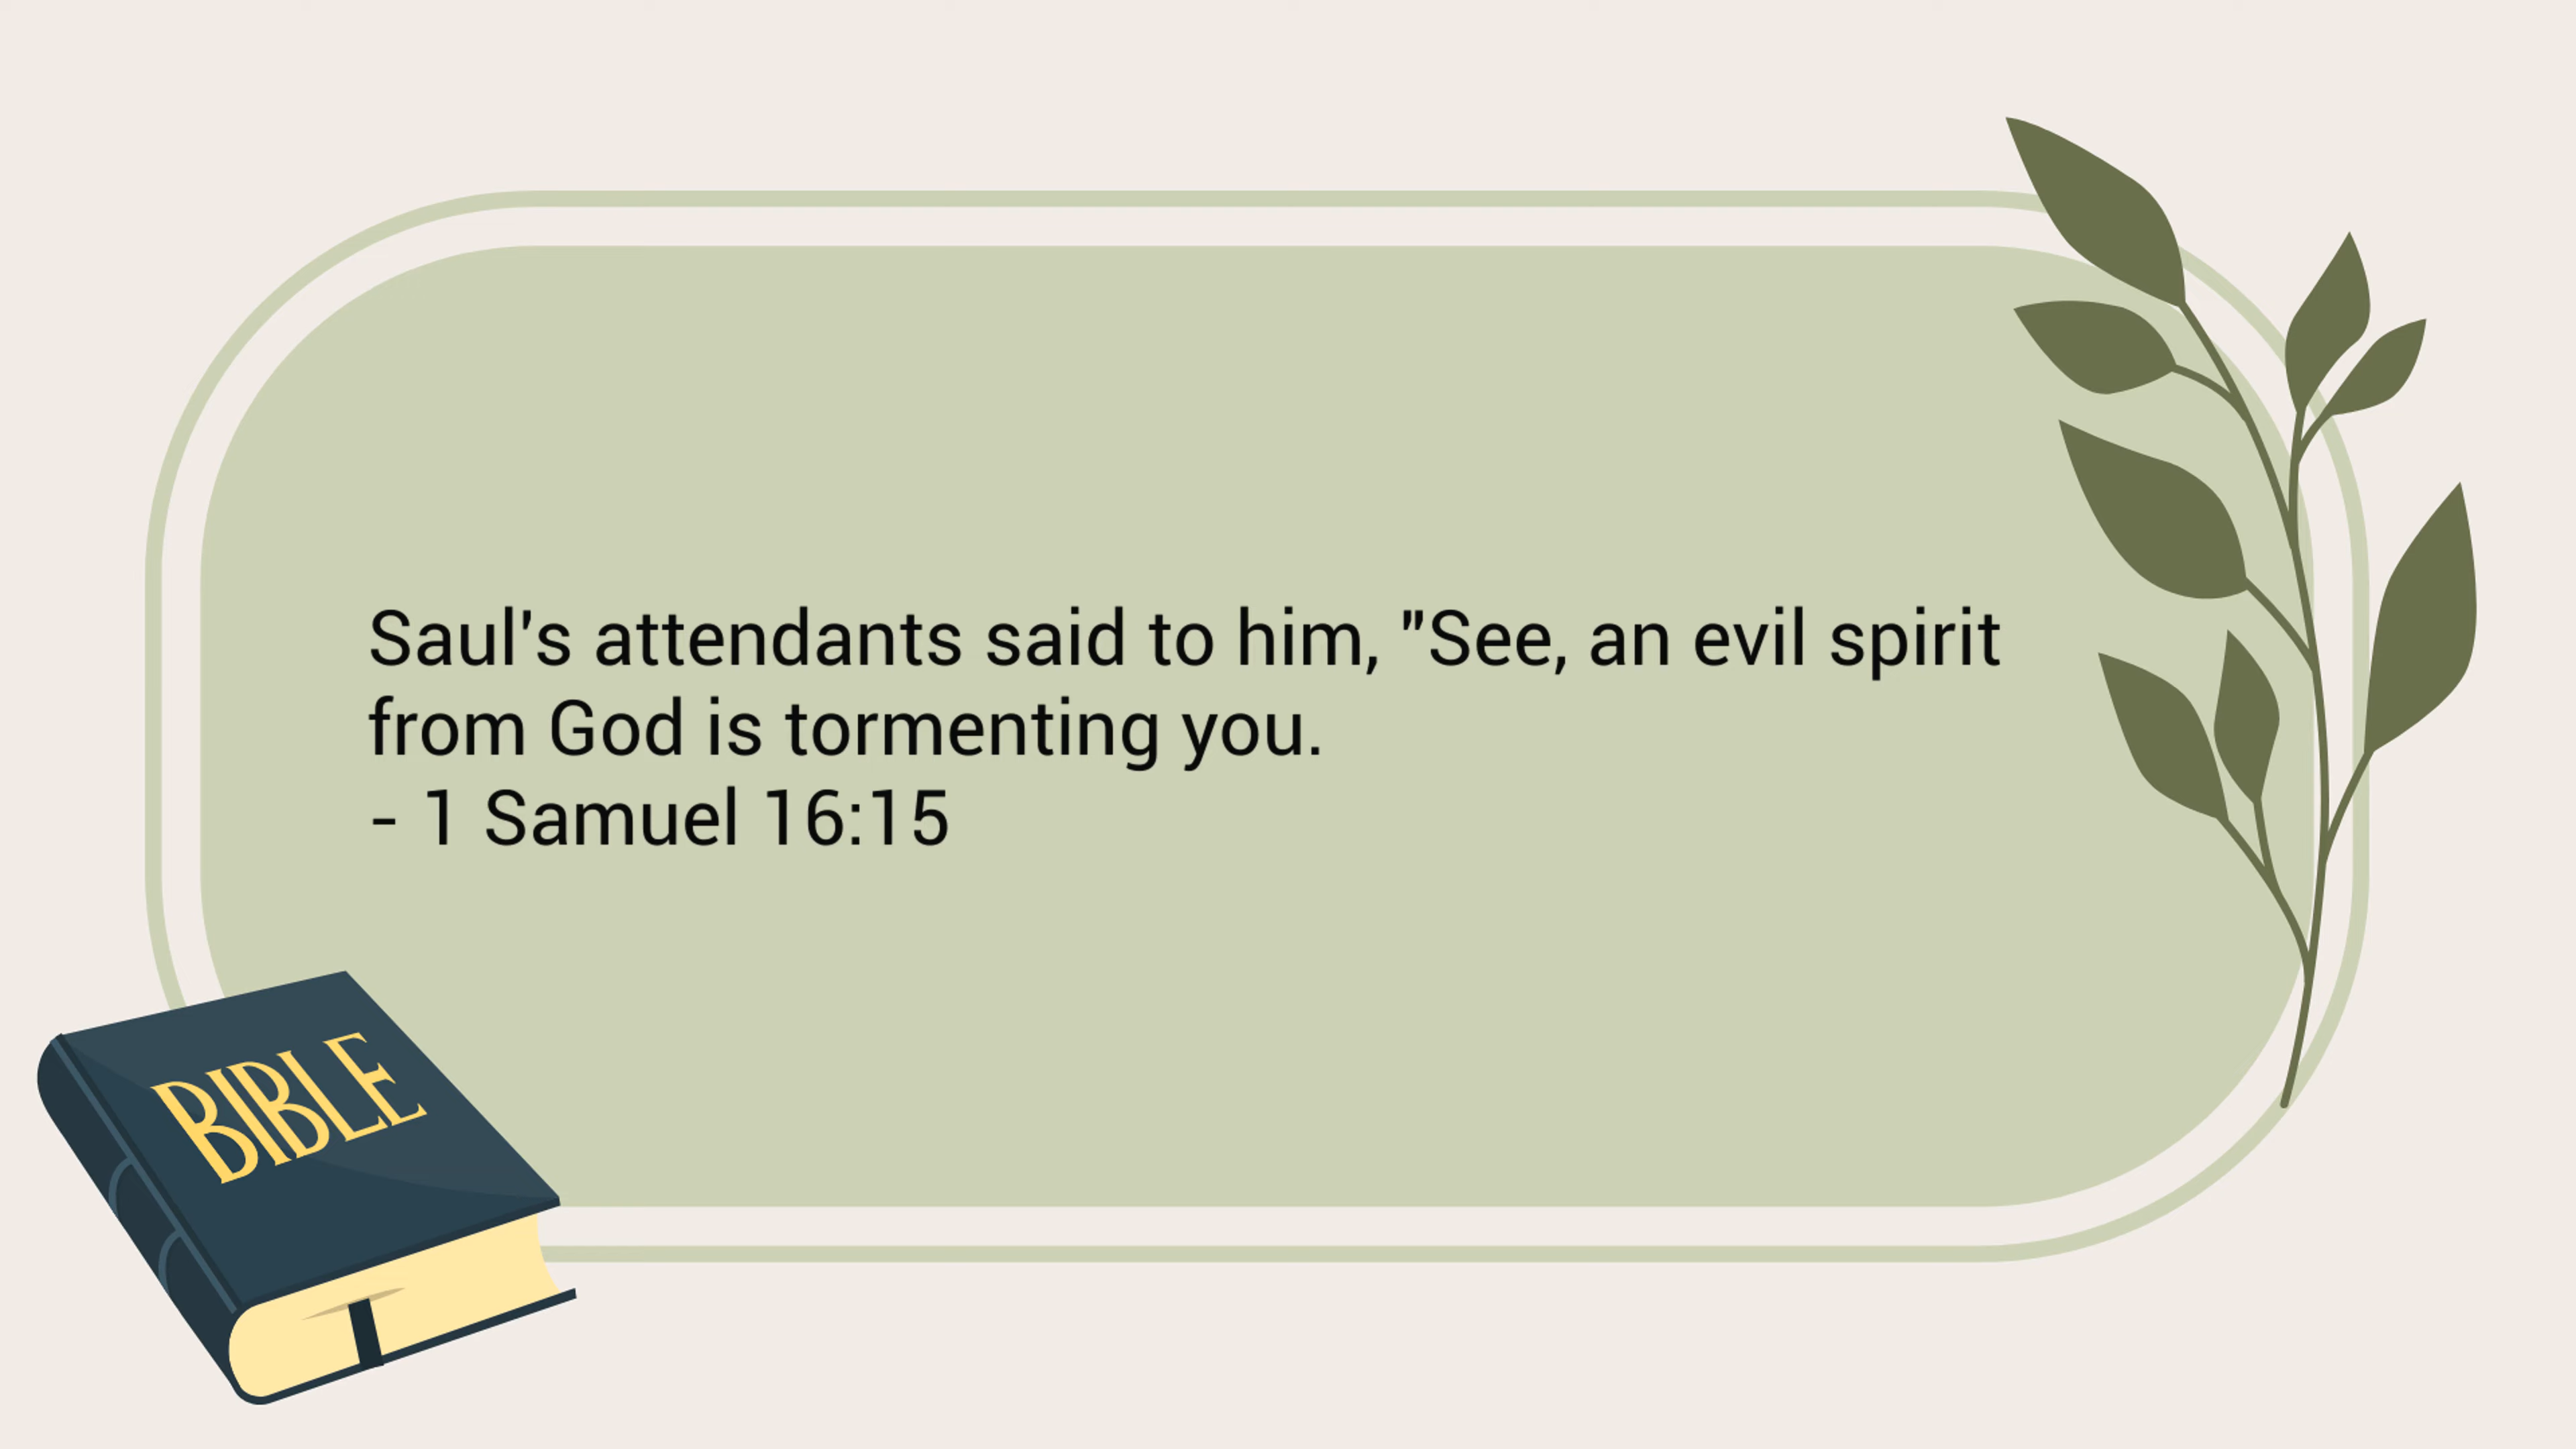 Saul's attendants said to him, "See, an evil spirit
from God is tormenting you.
- 1 Samuel 16:15
BIBLE